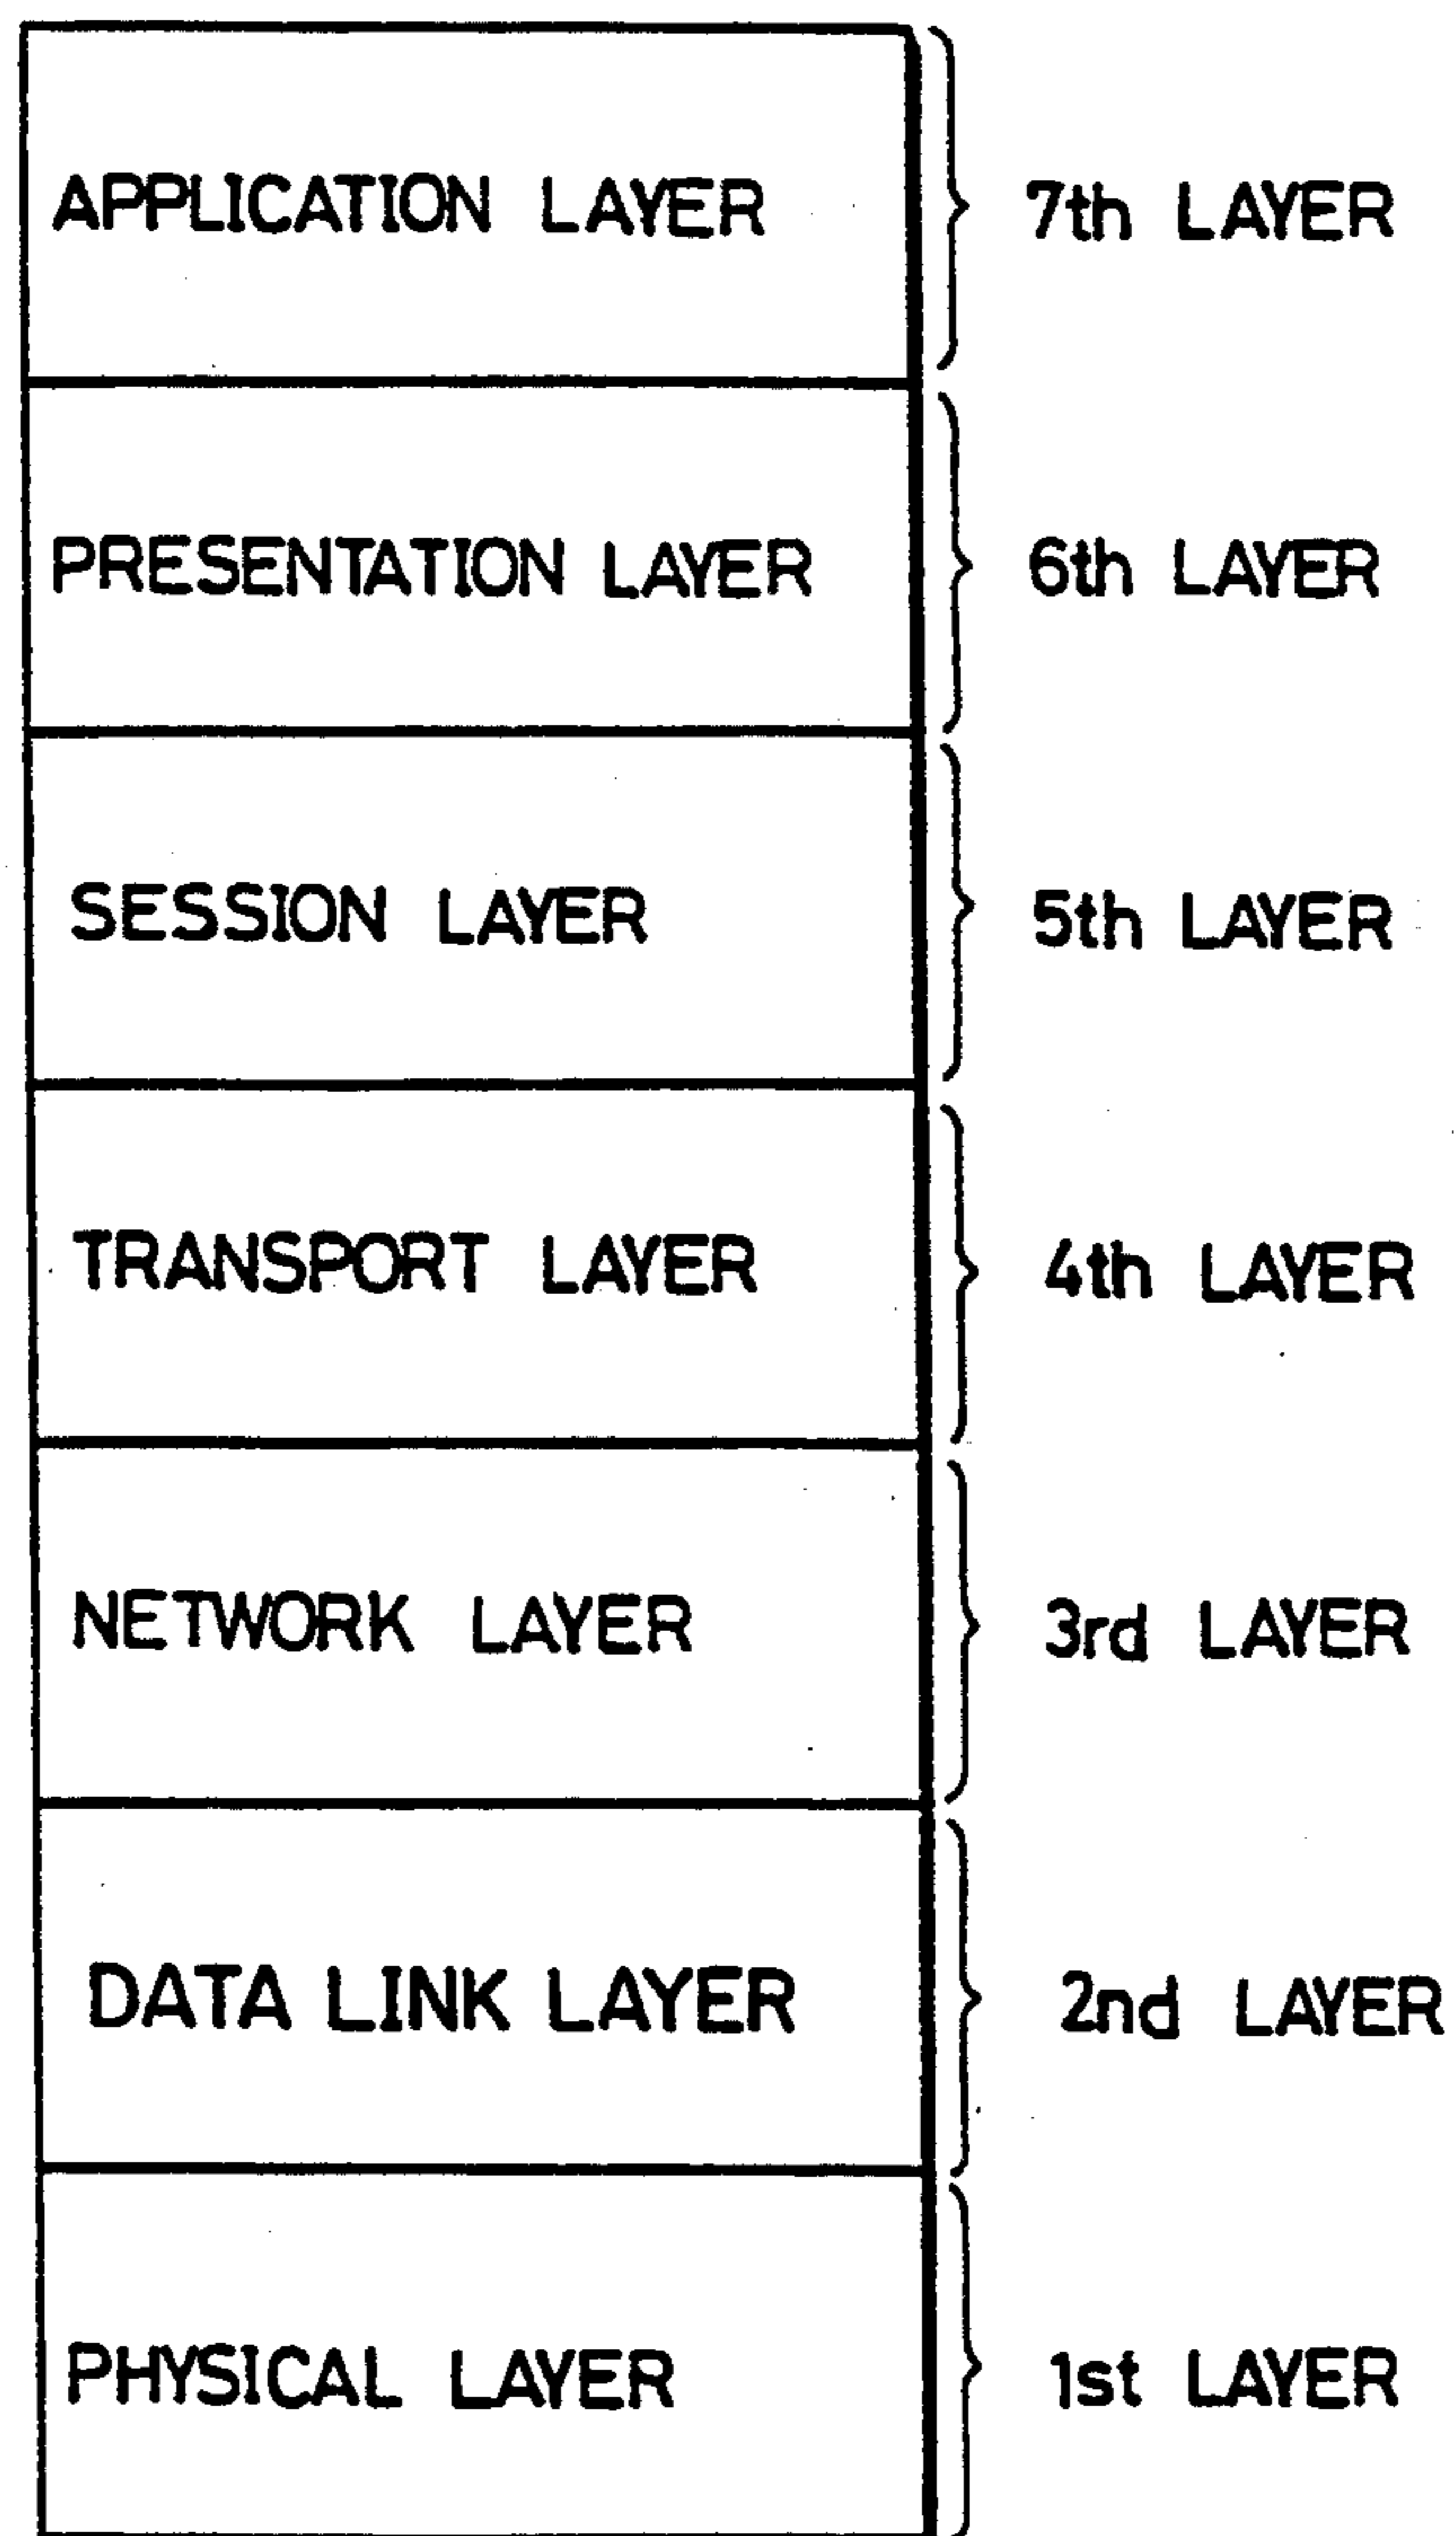 APPLICATION LAYER 7th LAYER
PRESENTATION LAYER 6th LAYER
SESSION LAYER 5th LAYER
TRANSPORT LAYER 4th LAYER
NETWORK LAYER 3rd LAYER
DATA LINK LAYER 2nd LAYER
PHYSICAL LAYER 1st LAYER